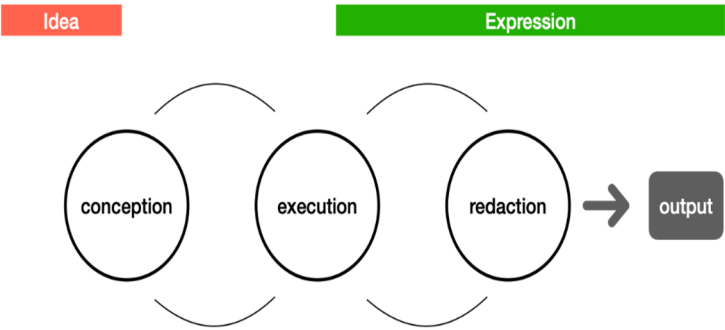 Idea
Expression
conception
execution
redaction
output